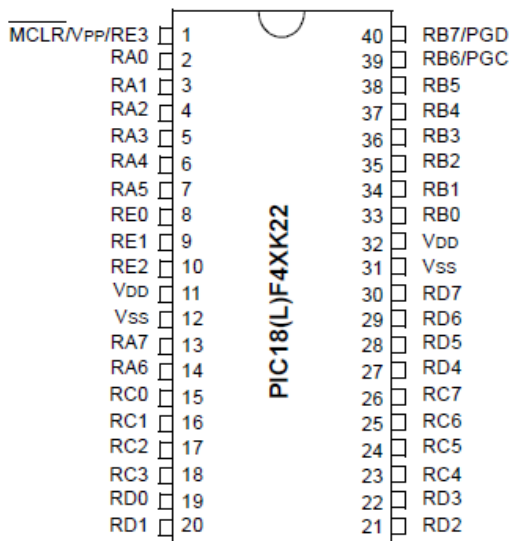 MCLR/VPP/RE3 1 40 RB7/PGD
RA0 2 39 RB6/PGC
RA1 3 38 RB5
RA2 4 37 RB4
RA3 5 36 RB3
RA4 6 35 RB2
RA5 7 34 RB1
RE0 8 33 RB0
RE1 9 32 VDD
RE2 10 31 VSS
VDD 11 30 RD7
VSS 12 29 RD6
RA7 13 28 RD5
RA6 14 27 RD4
RC0 15 26 RC7
RC1 16 25 RC6
RC2 17 24 RC5
RC3 18 23 RC4
RD0 19 22 RD3
RD1 20 21 RD2
PIC18(L)F4XK22